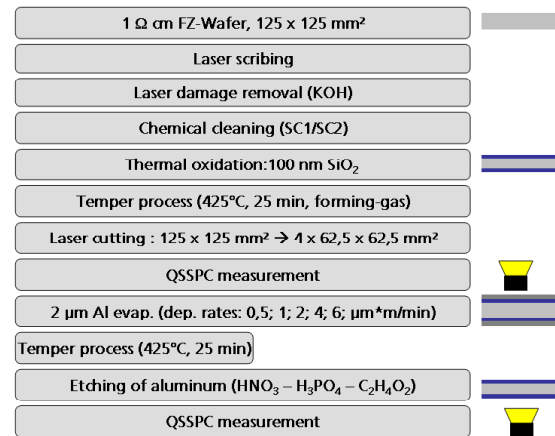 1 Ω cm FZ-Wafer, 125 x 125 mm²
Laser scribing
Laser damage removal (KOH)
Chemical cleaning (SC1/SC2)
Thermal oxidation:100 nm SiO₂
Temper process (425°C, 25 min, forming-gas)
Laser cutting : 125 x 125 mm² → 4 x 62,5 x 62,5 mm²
QSSPC measurement
2 µm Al evap. (dep. rates: 0,5; 1; 2; 4; 6; µm*m/min)
Temper process (425°C, 25 min)
Etching of aluminum (HNO₃ – H₃PO₄ – C₂H₄O₂)
QSSPC measurement